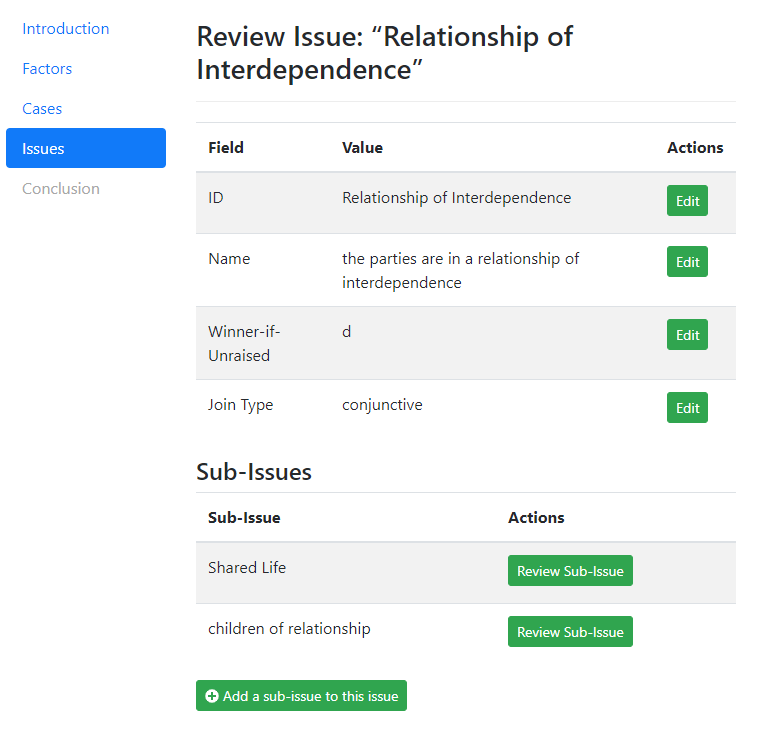 Introduction
Factors
Cases
Issues
Conclusion
Review Issue: “Relationship of
Interdependence”
Field Value Actions
ID Relationship of Interdependence Edit
Name the parties are in a relationship of
interdependence Edit
Winner-if-
Unraised d Edit
Join Type conjunctive Edit
Sub-Issues
Sub-Issue Actions
Shared Life Review Sub-Issue
children of relationship Review Sub-Issue
Add a sub-issue to this issue